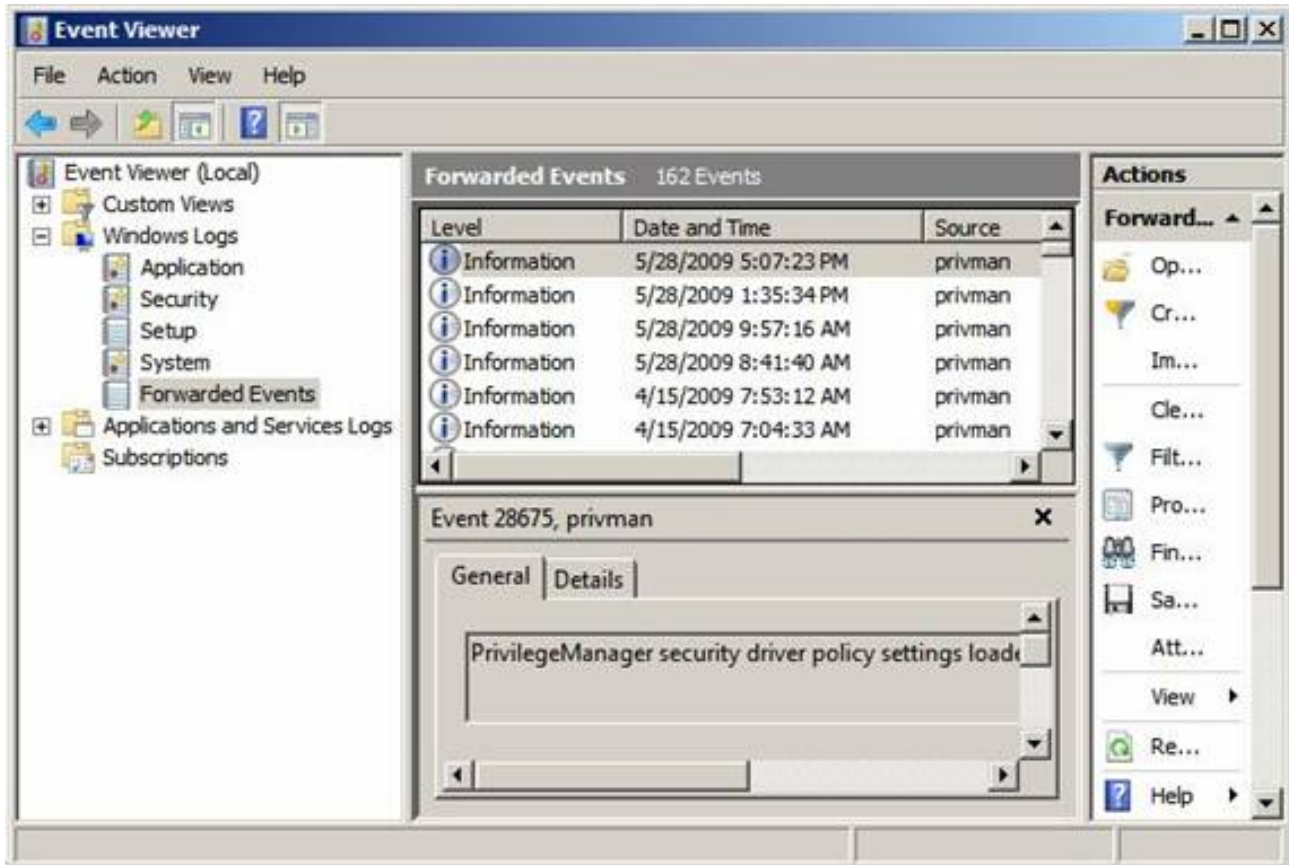 Event Viewer
File Action View Help
Event Viewer (Local)
Custom Views
Windows Logs
Application
Security
Setup
System
Forwarded Events
Applications and Services Logs
Subscriptions
Forwarded Events 162 Events
Level Date and Time Source
Information 5/28/2009 5:07:23 PM privman
Information 5/28/2009 1:35:34 PM privman
Information 5/28/2009 9:57:16 AM privman
Information 5/28/2009 8:41:40 AM privman
Information 4/15/2009 7:53:12 AM privman
Information 4/15/2009 7:04:33 AM privman
Event 28675, privman
General Details
PrivilegeManager security driver policy settings loade
Actions
Forward...
Op...
Cr...
Im...
Cle...
Filt...
Pro...
Fin...
Sa...
Att...
View
Re...
Help